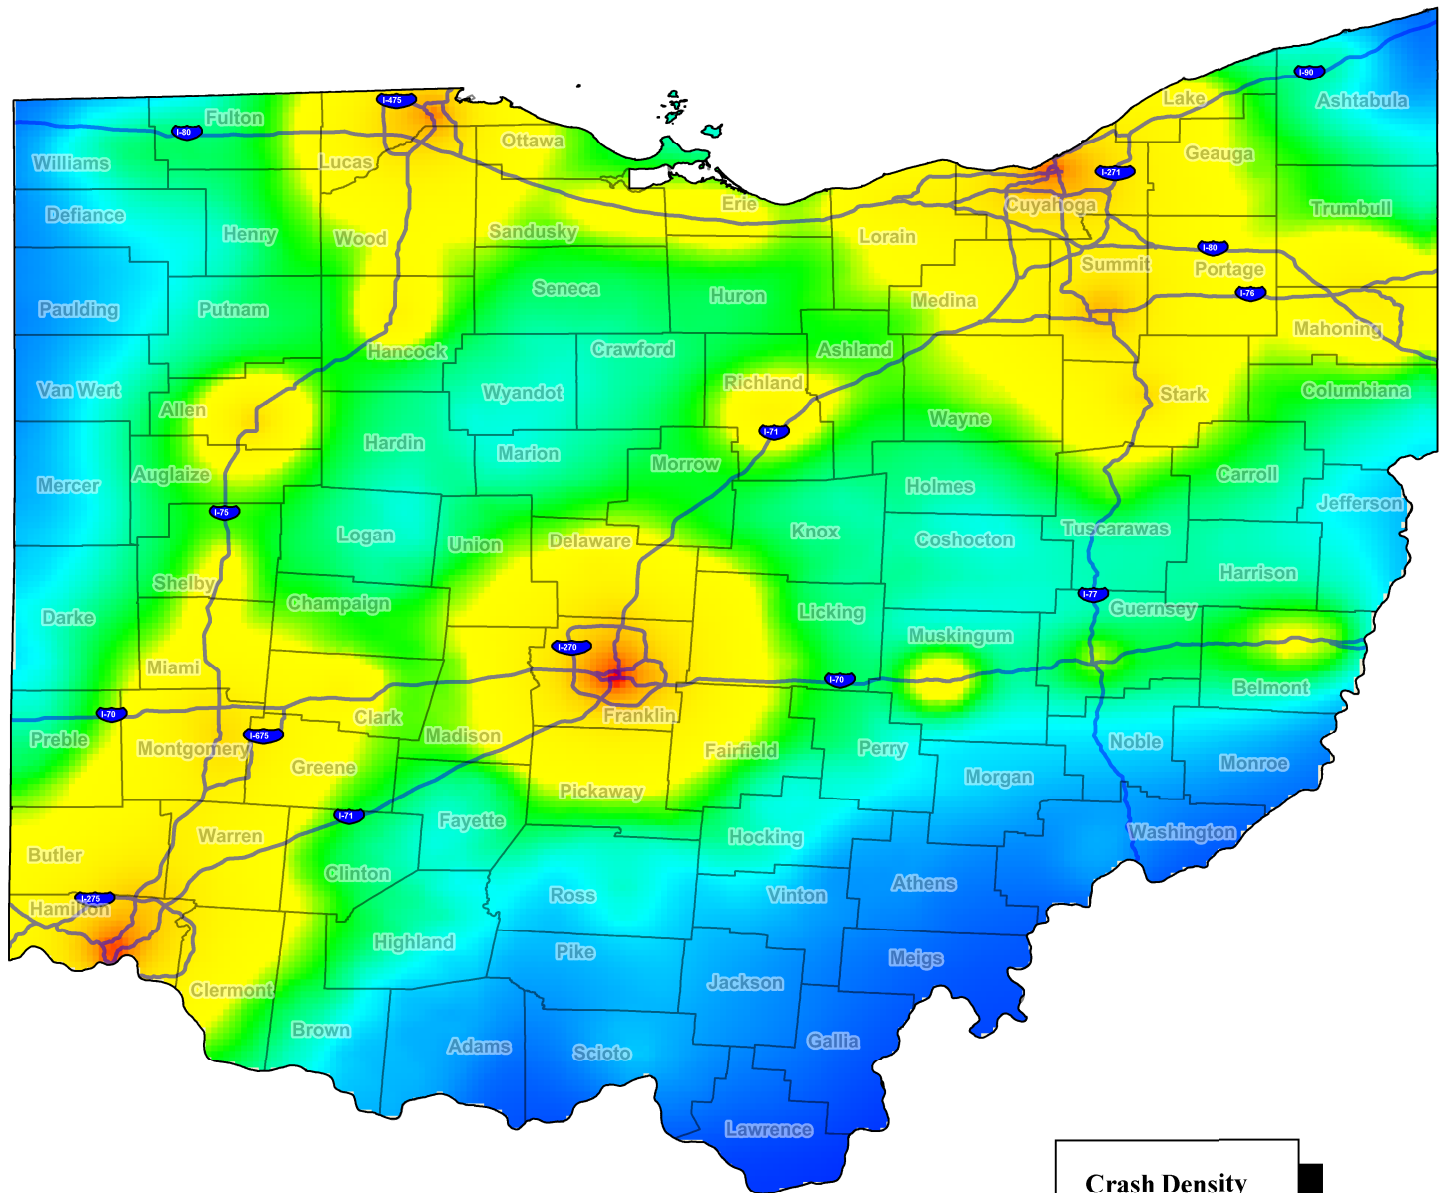 I-90
Lake
Ashtabula
I-475
Fulton
I-80
Ottawa
Williams
Lucas
Geauga
I-271
Defiance
Erie
Cuyahoga
Trumbull
Henry
Wood
Sandusky
Lorain
I-80
Summit
Portage
Seneca
Huron
Medina
I-76
Paulding
Putnam
Mahoning
Hancock
Crawford
Ashland
Van Wert
Wyandot
Richland
Stark
Columbiana
Allen
Wayne
I-71
Hardin
Marion
Morrow
Auglaize
Mercer
Holmes
Carroll
Jefferson
I-75
Logan
Union
Delaware
Knox
Coshocton
Tuscarawas
Harrison
Shelby
I-77
Champaign
Licking
Guernsey
Darke
Muskingum
I-270
Miami
I-70
Belmont
I-70
Clark
Franklin
I-675
Preble
Montgomery
Madison
Fairfield
Perry
Noble
Greene
Morgan
Monroe
Pickaway
I-71
Fayette
Warren
Hocking
Washington
Butler
Clinton
Athens
I-275
Ross
Vinton
Hamilton
Highland
Pike
Meigs
Clermont
Jackson
Brown
Adams
Scioto
Gallia
Lawrence
Crash Density